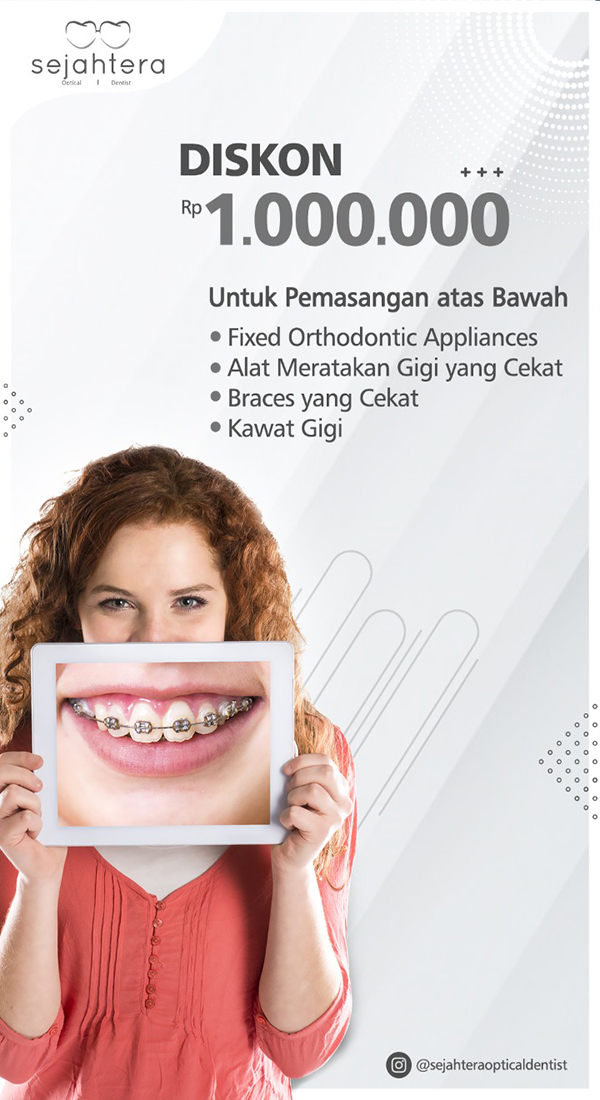 sejahtera
Optical | Dentist
DISKON
+++
Rp 1.000.000
Untuk Pemasangan atas Bawah
• Fixed Orthodontic Appliances
• Alat Meratakan Gigi yang Cekat
• Braces yang Cekat
• Kawat Gigi
@sejahteraopticaldentist